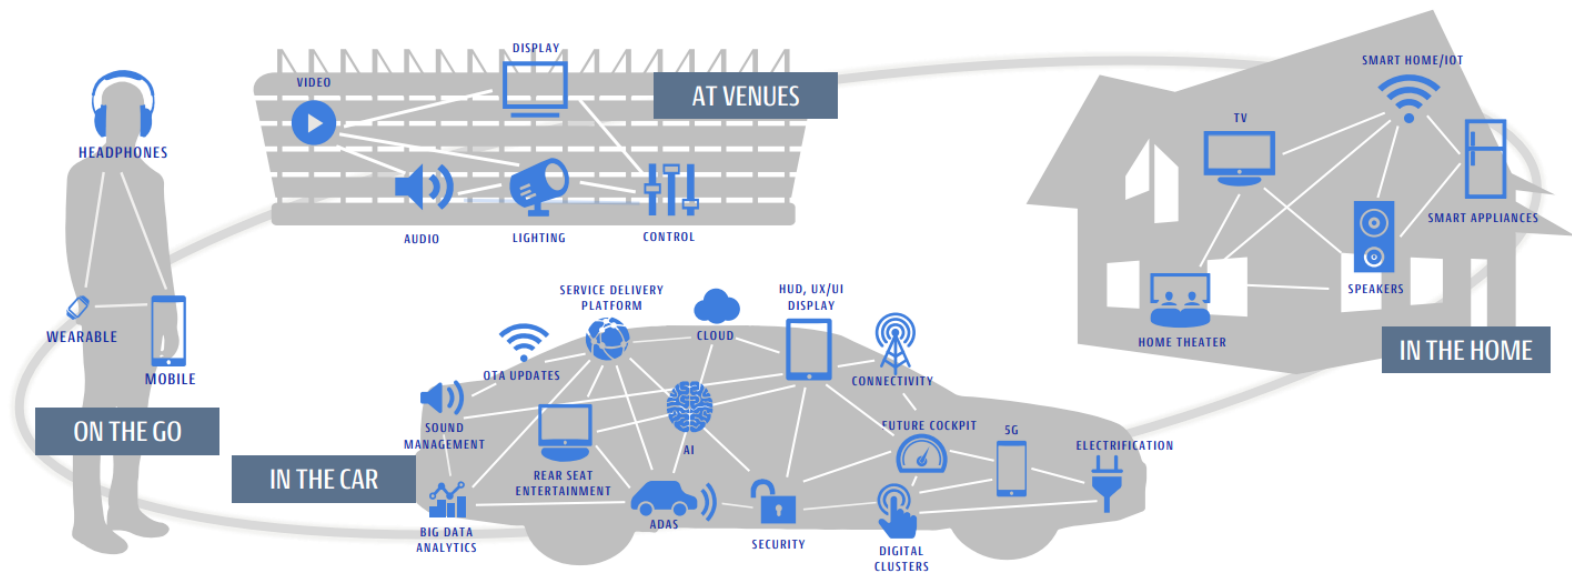 HEADPHONES
WEARABLE
MOBILE
ON THE GO
VIDEO
DISPLAY
AT VENUES
AUDIO
LIGHTING
CONTROL
SMART HOME/IOT
TV
SMART APPLIANCES
SPEAKERS
HOME THEATER
IN THE HOME
SERVICE DELIVERY
PLATFORM
CLOUD
HUD, UX/UI
DISPLAY
OTA UPDATES
CONNECTIVITY
SOUND
MANAGEMENT
AI
FUTURE COCKPIT
5G
ELECTRIFICATION
IN THE CAR
REAR SEAT
ENTERTAINMENT
BIG DATA
ANALYTICS
ADAS
SECURITY
DIGITAL
CLUSTERS